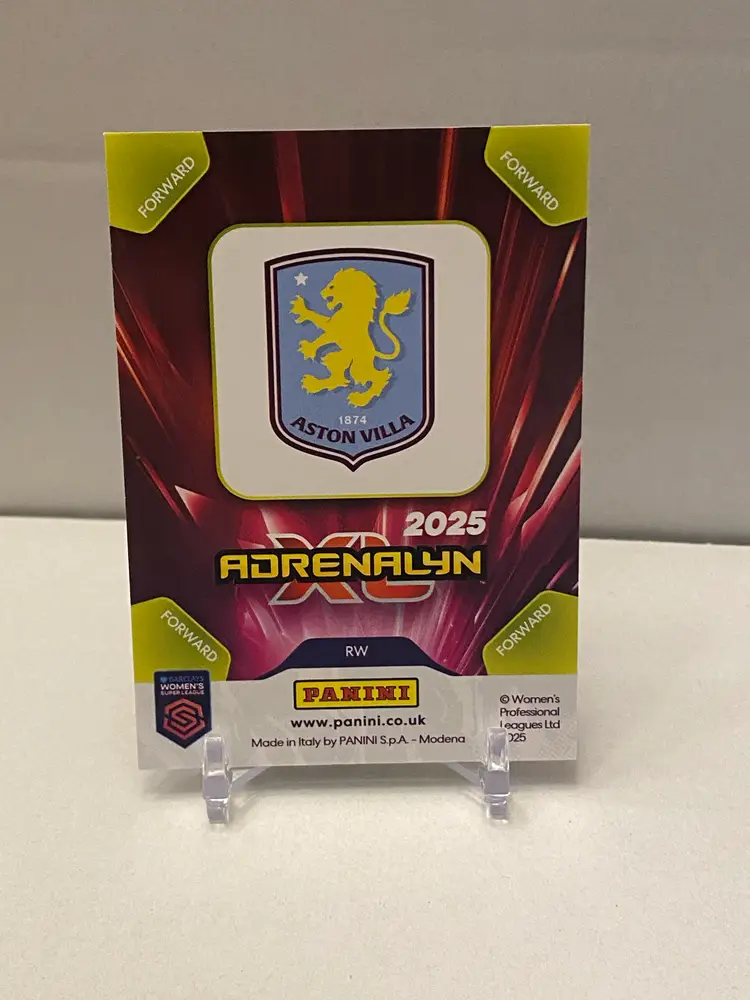 FORWARD
FORWARD
1874
ASTON VILLA
2025
ADRENALYN
XL
FORWARD
FORWARD
RW
BARCLAYS
WOMEN'S
SUPER LEAGUE
PANINI
www.panini.co.uk
Made in Italy by PANINI S.p.A. - Modena
© Women's
Professional
Leagues Ltd
2025